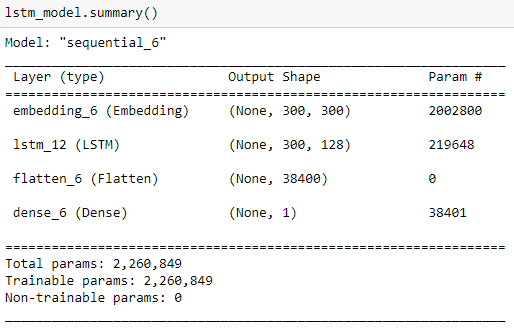 lstm_model.summary()
Model: "sequential_6"
Layer (type) Output Shape Param #
embedding_6 (Embedding) (None, 300, 300) 2002800
lstm_12 (LSTM) (None, 300, 128) 219648
flatten_6 (Flatten) (None, 38400) 0
dense_6 (Dense) (None, 1) 38401
Total params: 2,260,849
Trainable params: 2,260,849
Non-trainable params: 0